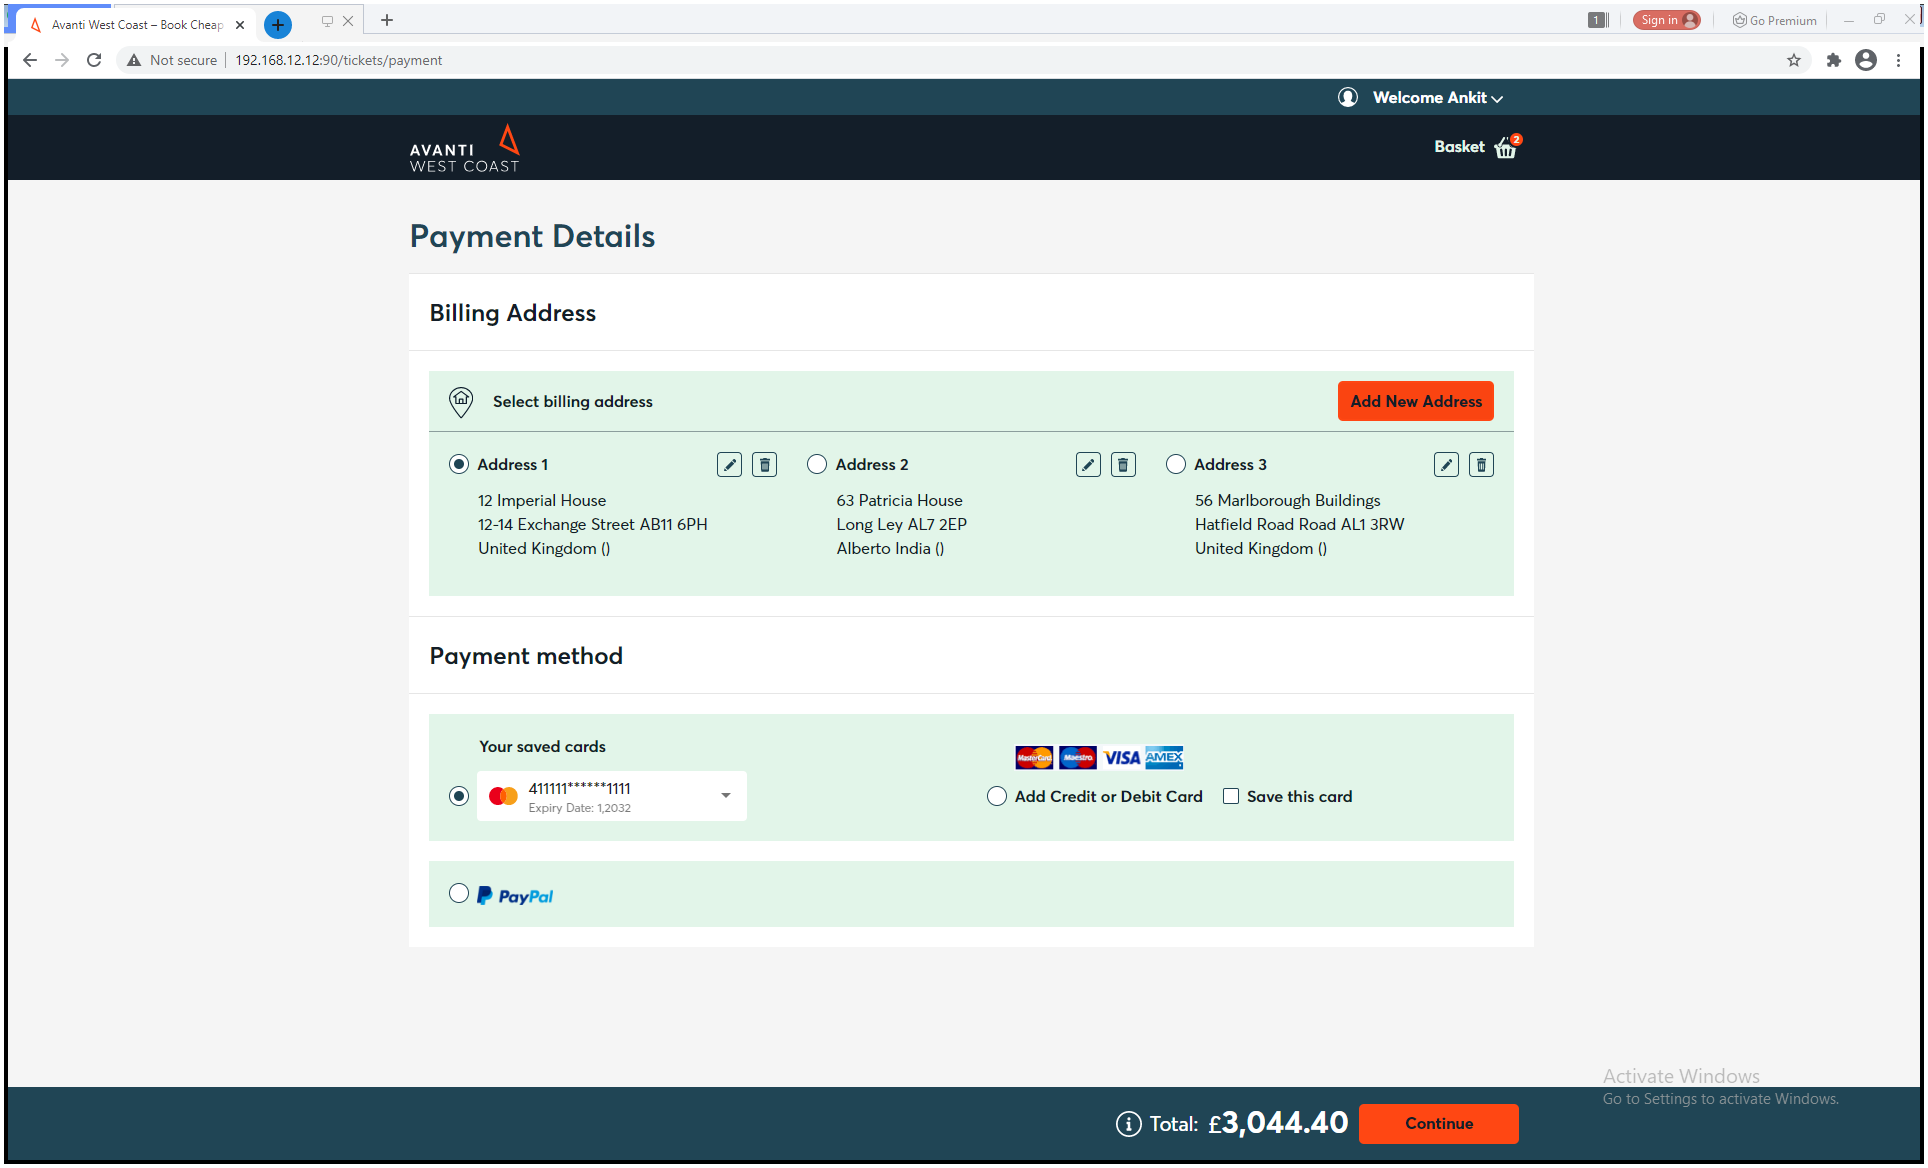 Avanti West Coast – Book Cheap
1
Sign in
Go Premium
Not secure
192.168.12.12:90/tickets/payment
Welcome Ankit
AVANTI
WEST COAST
Basket
2
Payment Details
Billing Address
Select billing address
Add New Address
Address 1
12 Imperial House
12-14 Exchange Street AB11 6PH
United Kingdom ()
Address 2
63 Patricia House
Long Ley AL7 2EP
Alberto India ()
Address 3
56 Marlborough Buildings
Hatfield Road Road AL1 3RW
United Kingdom ()
Payment method
Your saved cards
411111******1111
Expiry Date: 1,2032
MasterCard
Maestro
VISA
AMEX
Add Credit or Debit Card
Save this card
PayPal
Activate Windows
Go to Settings to activate Windows.
Total: £3,044.40
Continue